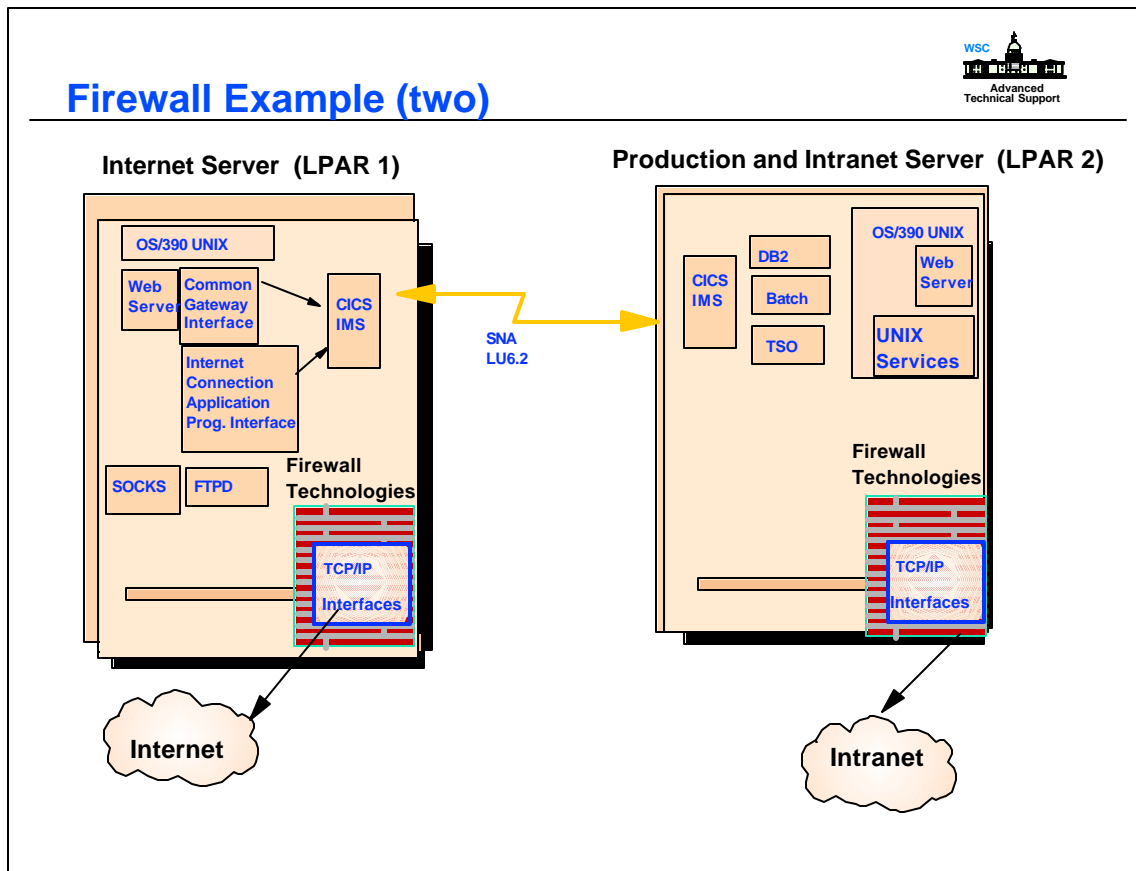 WSC
Advanced
Technical Support
Firewall Example (two)
Internet Server (LPAR 1)
OS/390 UNIX
Web
Server
Common
Gateway
Interface
CICS
IMS
Internet
Connection
Application
Prog. Interface
SOCKS
FTPD
Firewall
Technologies
TCP/IP
Interfaces
Internet
SNA
LU6.2
Production and Intranet Server (LPAR 2)
CICS
IMS
DB2
Batch
TSO
OS/390 UNIX
Web
Server
UNIX
Services
Firewall
Technologies
TCP/IP
Interfaces
Intranet